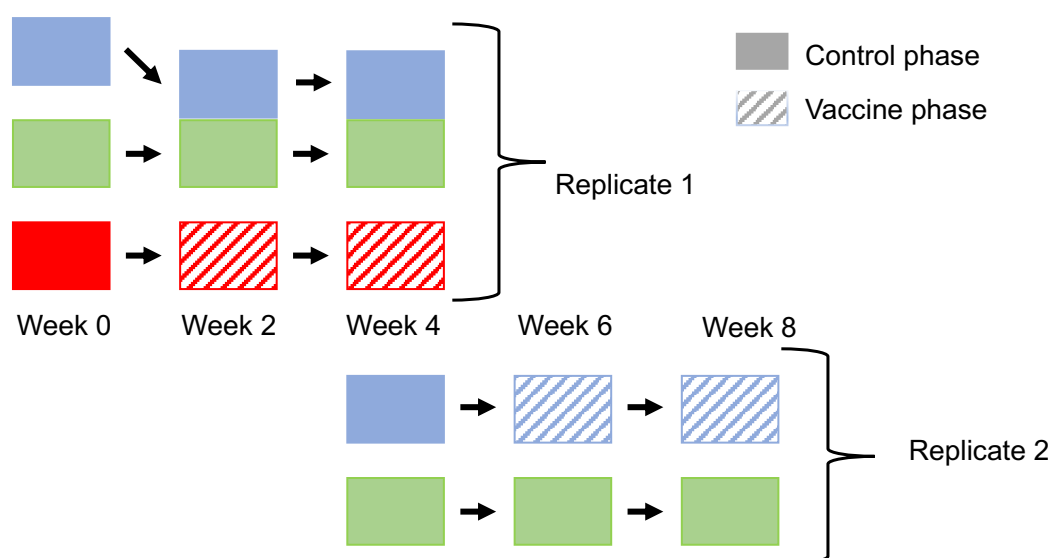 Control phase
Vaccine phase
Replicate 1
Week 0
Week 2
Week 4
Week 6
Week 8
Replicate 2